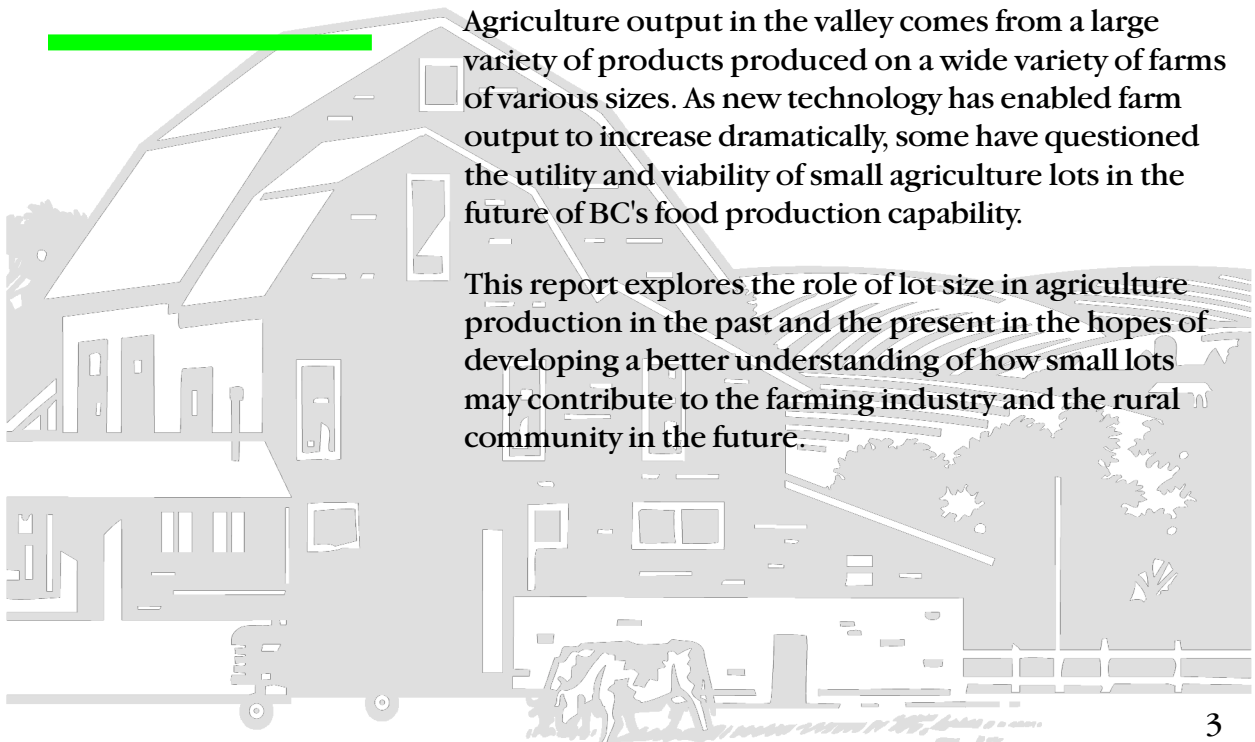 Agriculture output in the valley comes from a large
variety of products produced on a wide variety of farms
of various sizes. As new technology has enabled farm
output to increase dramatically, some have questioned
the utility and viability of small agriculture lots in the
future of BC's food production capability.
This report explores the role of lot size in agriculture
production in the past and the present in the hopes of
developing a better understanding of how small lots
may contribute to the farming industry and the rural
community in the future.
3